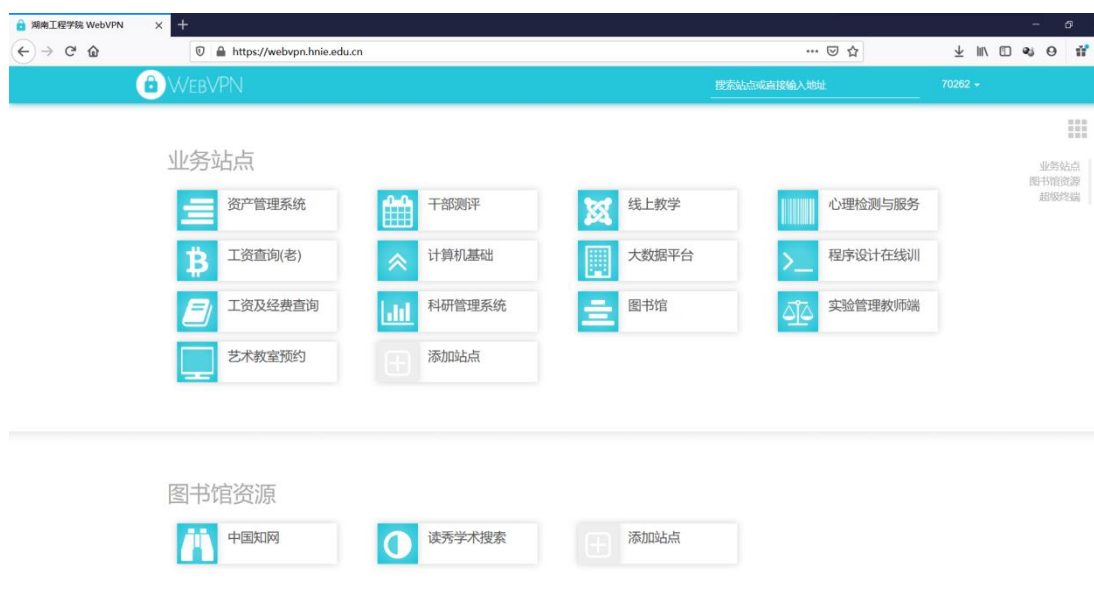 湖南工程学院 WebVPN
https://webvpn.hnie.edu.cn
WEBVPN
搜索站点或直接输入地址
70262
业务站点
图书馆资源
超级终端
业务站点
资产管理系统
干部测评
线上教学
心理检测与服务
工资查询(老)
计算机基础
大数据平台
程序设计在线训
工资及经费查询
科研管理系统
图书馆
实验管理教师端
艺术教室预约
添加站点
图书馆资源
中国知网
读秀学术搜索
添加站点